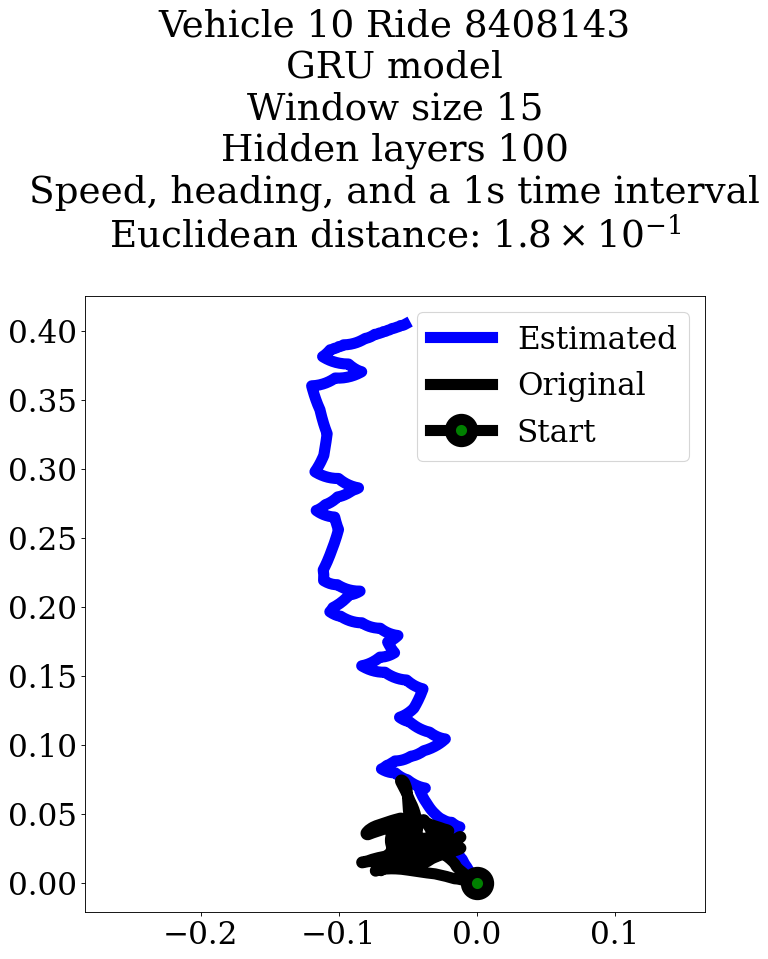 Vehicle 10 Ride 8408143
GRU model
Window size 15
Hidden layers 100
Speed, heading, and a 1s time interval
Euclidean distance: 1.8 × 10⁻¹
Estimated
Original
Start
0.40
0.35
0.30
0.25
0.20
0.15
0.10
0.05
0.00
−0.2 −0.1 0.0 0.1